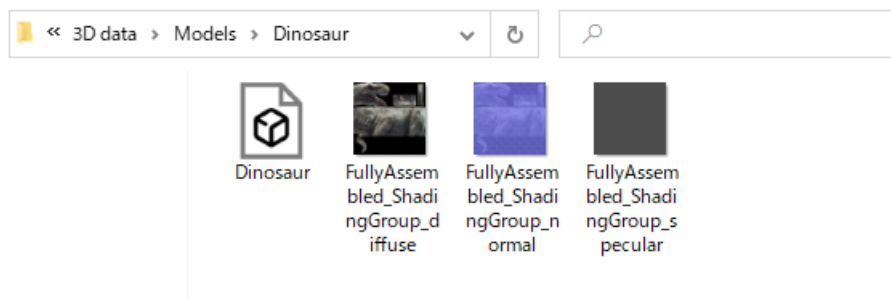 « 3D data › Models › Dinosaur
Dinosaur
FullyAssem
bled_Shadi
ngGroup_d
iffuse
FullyAssem
bled_Shadi
ngGroup_n
ormal
FullyAssem
bled_Shadi
ngGroup_s
pecular